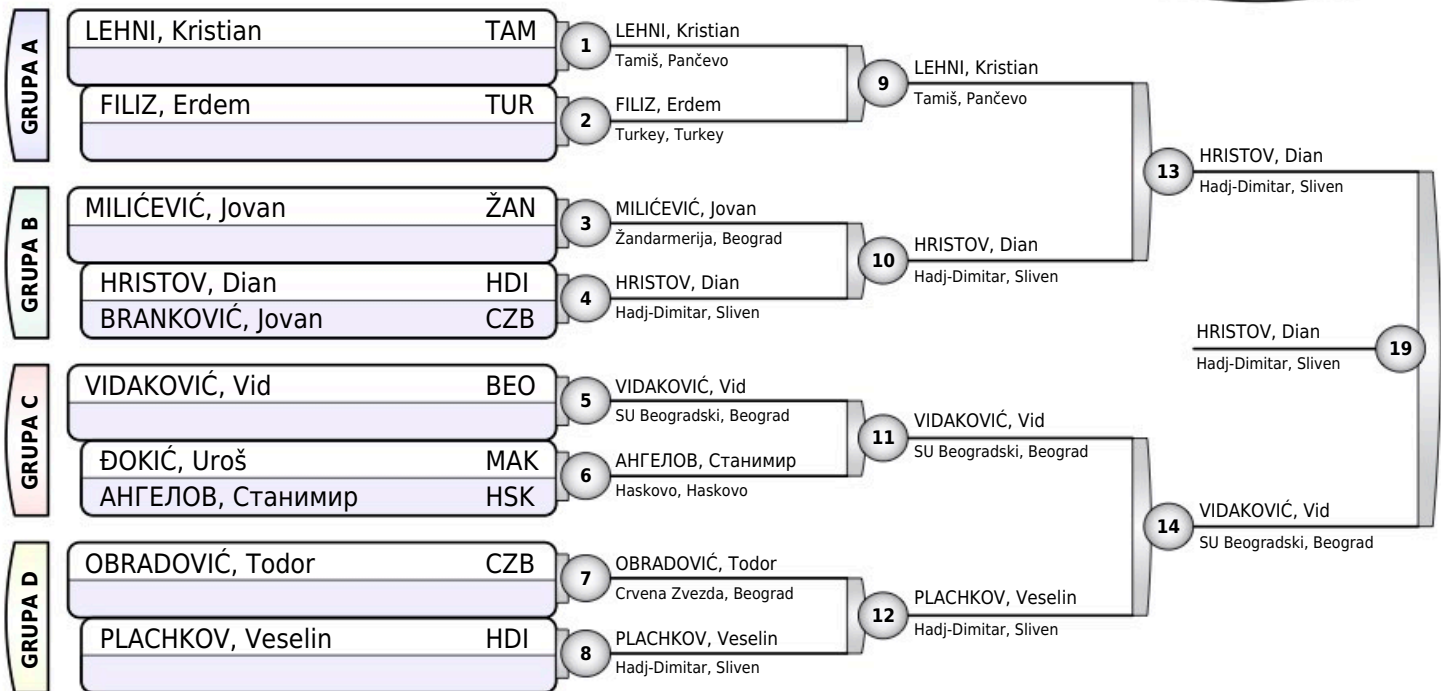 GRUPA A
LEHNI, Kristian TAM
FILIZ, Erdem TUR
GRUPA B
MILIĆEVIĆ, Jovan ŽAN
HRISTOV, Dian HDI
BRANKOVIĆ, Jovan CZB
GRUPA C
VIDAKOVIĆ, Vid BEO
ĐOKIĆ, Uroš MAK
АНГЕЛОВ, Станимир HSK
GRUPA D
OBRADOVIĆ, Todor CZB
PLACHKOV, Veselin HDI
1
LEHNI, Kristian
Tamiš, Pančevo
2
FILIZ, Erdem
Turkey, Turkey
3
MILIĆEVIĆ, Jovan
Žandarmerija, Beograd
4
HRISTOV, Dian
Hadj-Dimitar, Sliven
5
VIDAKOVIĆ, Vid
SU Beogradski, Beograd
6
АНГЕЛОВ, Станимир
Haskovo, Haskovo
7
OBRADOVIĆ, Todor
Crvena Zvezda, Beograd
8
PLACHKOV, Veselin
Hadj-Dimitar, Sliven
9
LEHNI, Kristian
Tamiš, Pančevo
10
HRISTOV, Dian
Hadj-Dimitar, Sliven
11
VIDAKOVIĆ, Vid
SU Beogradski, Beograd
12
PLACHKOV, Veselin
Hadj-Dimitar, Sliven
13
HRISTOV, Dian
Hadj-Dimitar, Sliven
14
VIDAKOVIĆ, Vid
SU Beogradski, Beograd
HRISTOV, Dian
Hadj-Dimitar, Sliven
19